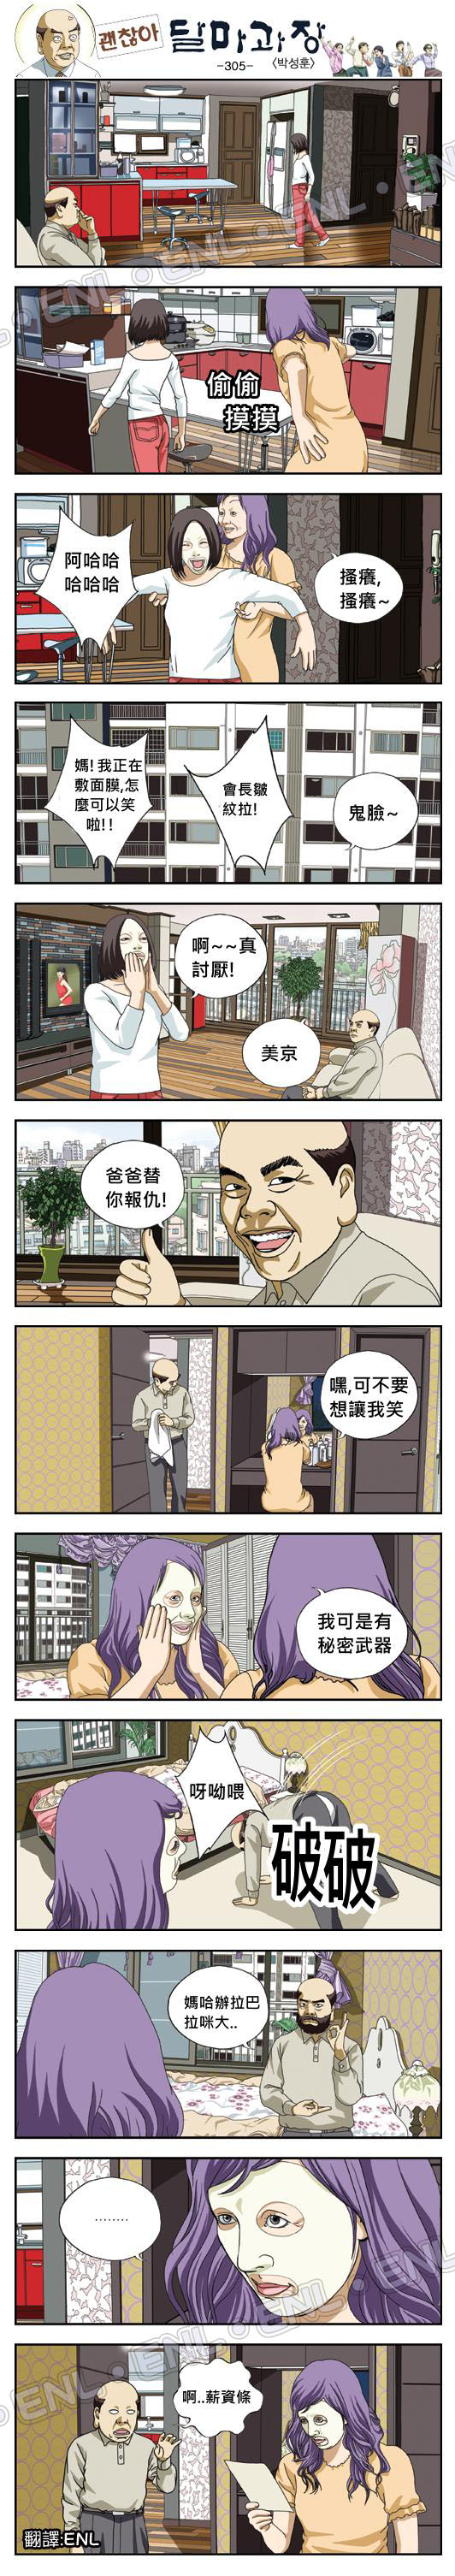 괜찮아
달마과장
-305-
<박성훈>
偷偷
摸摸
阿哈哈
哈哈哈
搔癢,
搔癢~
媽!我正在
敷面膜,怎
麼可以笑
啦!!
會長皺
紋拉!
鬼臉~
啊~~真
討厭!
美京
爸爸替
你報仇!
嘿,可不要
想讓我笑
我可是有
秘密武器
呀呦喂
破破
媽哈辦拉巴
拉咪大..
........
啊..薪資條
翻譯:ENL